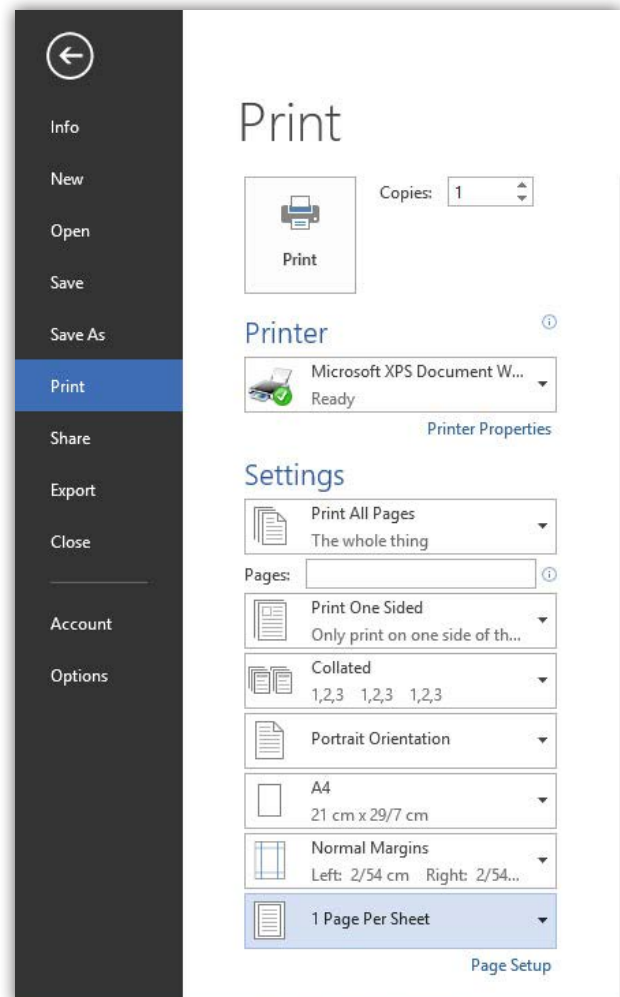 Info
New
Open
Save
Save As
Print
Share
Export
Close
Account
Options
Print
Print
Copies: 1
Printer
Microsoft XPS Document W...
Ready
Printer Properties
Settings
Print All Pages
The whole thing
Pages:
Print One Sided
Only print on one side of th...
Collated
1,2,3 1,2,3 1,2,3
Portrait Orientation
A4
21 cm x 29/7 cm
Normal Margins
Left: 2/54 cm Right: 2/54...
1 Page Per Sheet
Page Setup